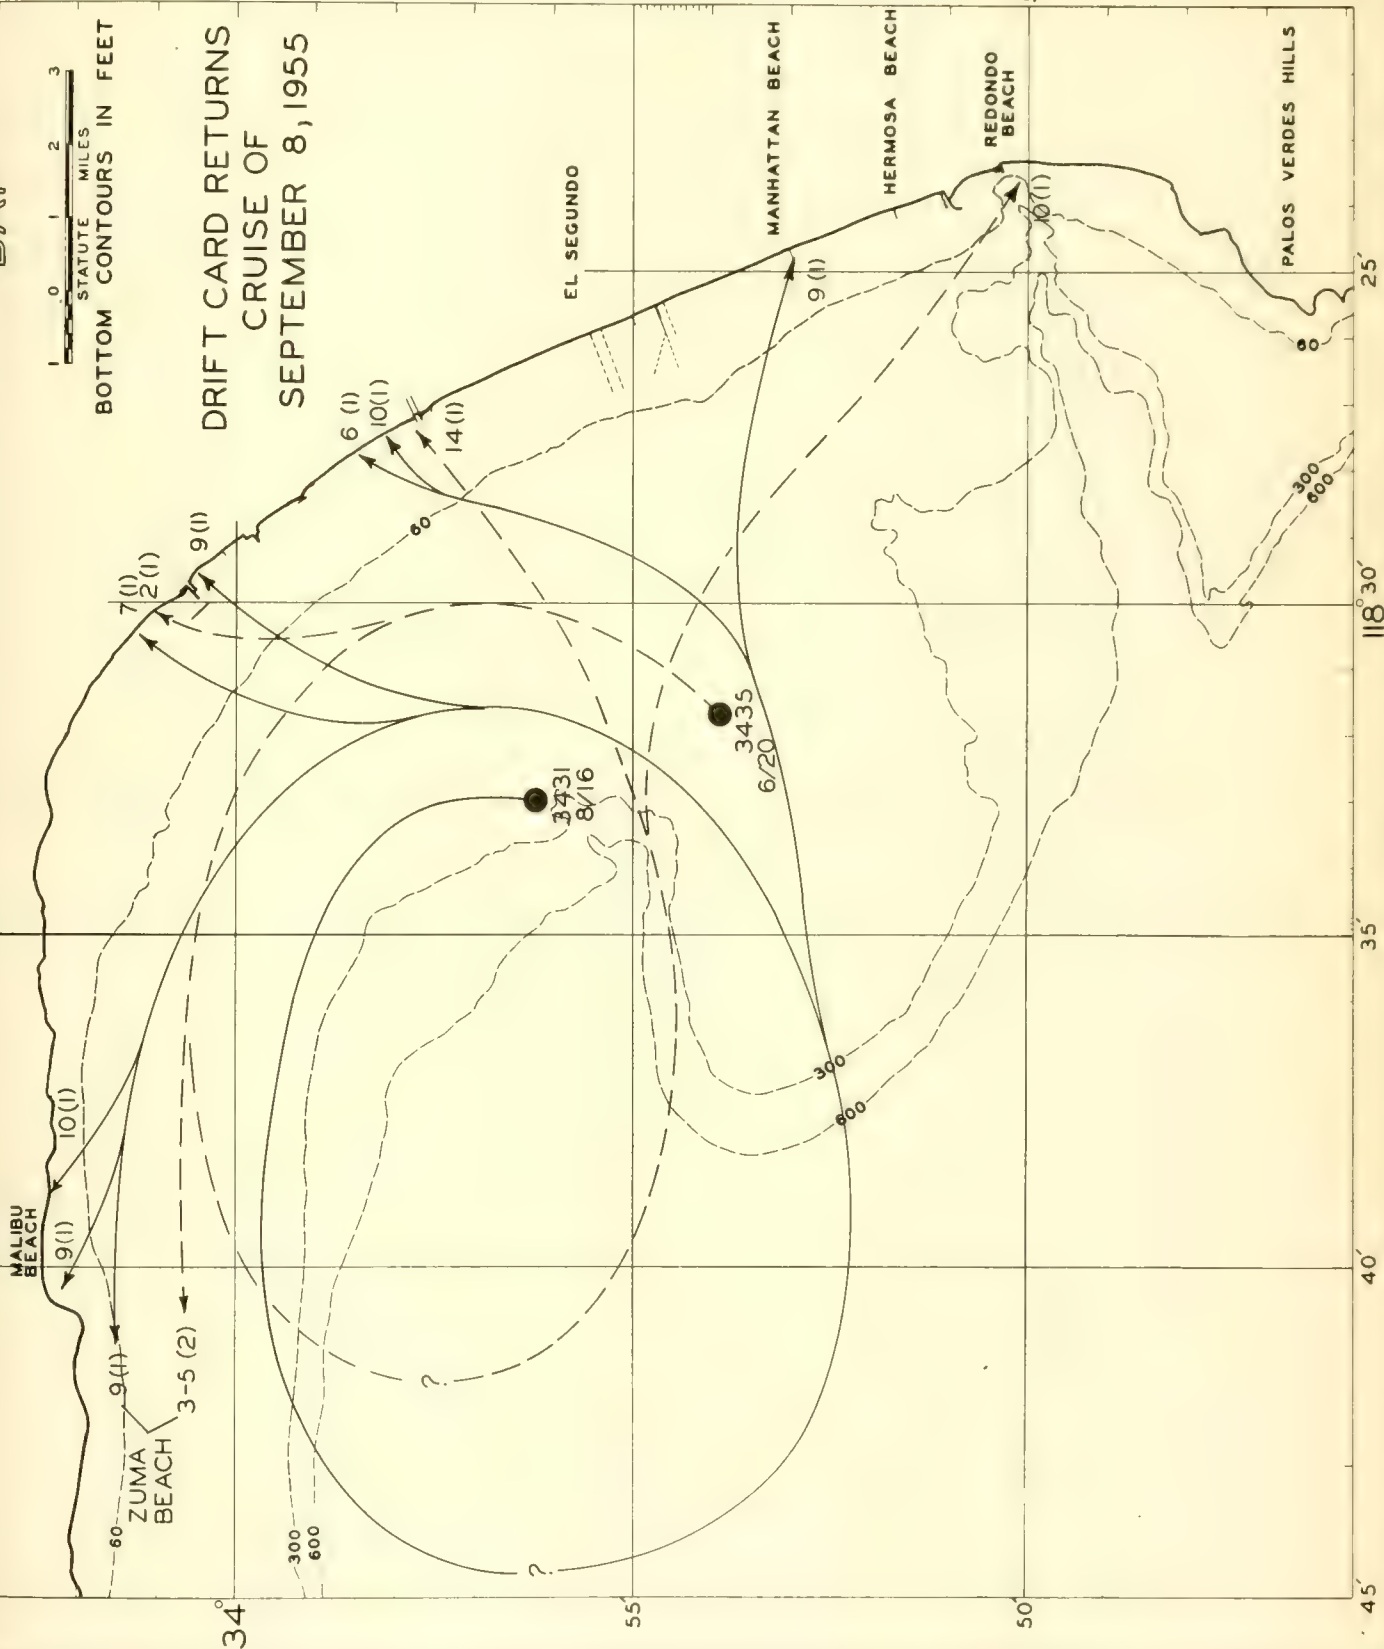 1 0 1 2 3
STATUTE MILES
BOTTOM CONTOURS IN FEET
DRIFT CARD RETURNS
CRUISE OF
SEPTEMBER 8, 1955
MALIBU
BEACH
10(1)
9(1)
9(1)
3-5 (2)
ZUMA
BEACH
7(1)
2(1)
9(1)
6 (1)
10(1)
14(1)
EL SEGUNDO
MANHATTAN BEACH
9(1)
HERMOSA BEACH
REDONDO
BEACH
10(1)
PALOS VERDES HILLS
3431
8/16
3435
6/20
60
300
600
60
300
600
60
300
600
?
?
34°
55'
50'
45'
40'
35'
118°30'
25'